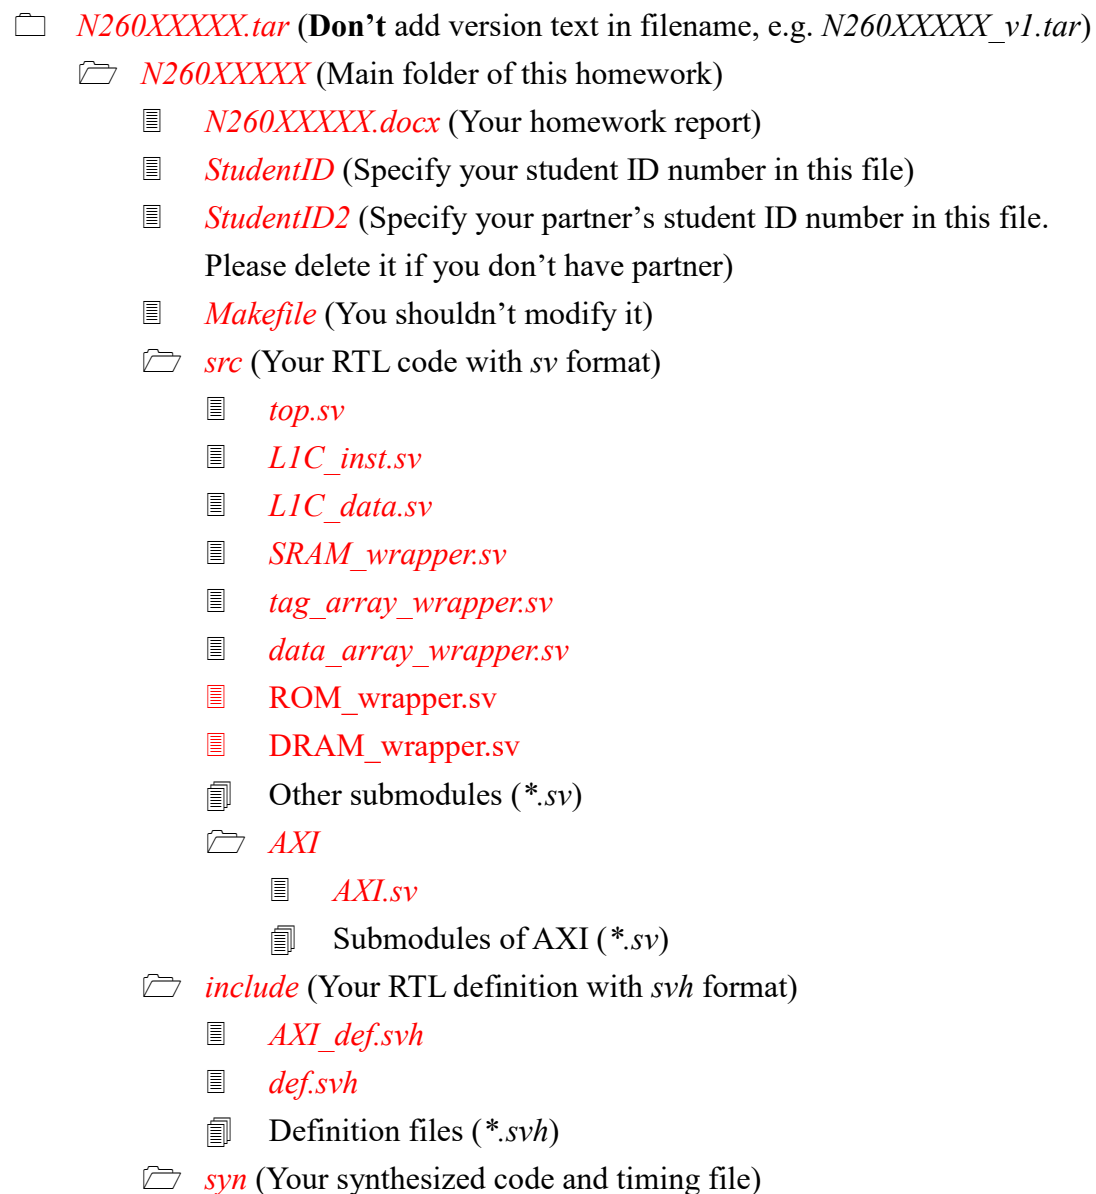 N260XXXXX.tar (Don’t add version text in filename, e.g. N260XXXXX_v1.tar)
N260XXXXX (Main folder of this homework)
N260XXXXX.docx (Your homework report)
StudentID (Specify your student ID number in this file)
StudentID2 (Specify your partner’s student ID number in this file.
Please delete it if you don’t have partner)
Makefile (You shouldn’t modify it)
src (Your RTL code with sv format)
top.sv
L1C_inst.sv
L1C_data.sv
SRAM_wrapper.sv
tag_array_wrapper.sv
data_array_wrapper.sv
ROM_wrapper.sv
DRAM_wrapper.sv
Other submodules (*.sv)
AXI
AXI.sv
Submodules of AXI (*.sv)
include (Your RTL definition with svh format)
AXI_def.svh
def.svh
Definition files (*.svh)
syn (Your synthesized code and timing file)